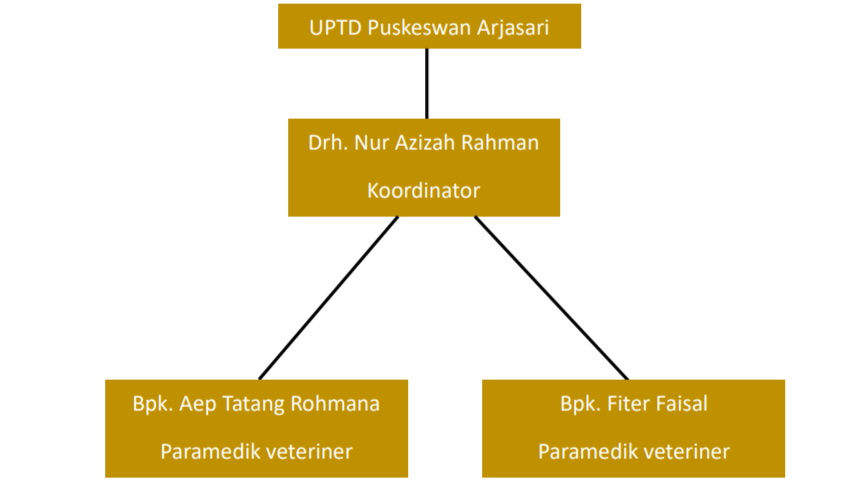 UPTD Puskeswan Arjasari
Drh. Nur Azizah Rahman
Koordinator
Bpk. Aep Tatang Rohmana
Paramedik veteriner
Bpk. Fiter Faisal
Paramedik veteriner